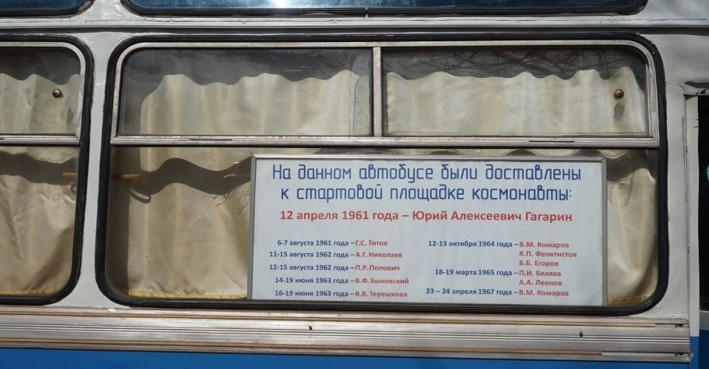 На данном автобусе были доставлены
к стартовой площадке космонавты:
12 апреля 1961 года – Юрий Алексеевич Гагарин
6-7 августа 1961 года – Г.С. Титов
11-15 августа 1962 года – А.Г. Николаев
12-15 августа 1962 года – П.Р. Попович
14-19 июня 1963 года – В.Ф. Быковский
16-19 июня 1963 года – В.В. Терешкова
12-13 октября 1964 года – В.М. Комаров
К.П. Феоктистов
Б.Б. Егоров
18-19 марта 1965 года – П.И. Беляев
А.А. Леонов
23 – 24 апреля 1967 года – В.М. Комаров